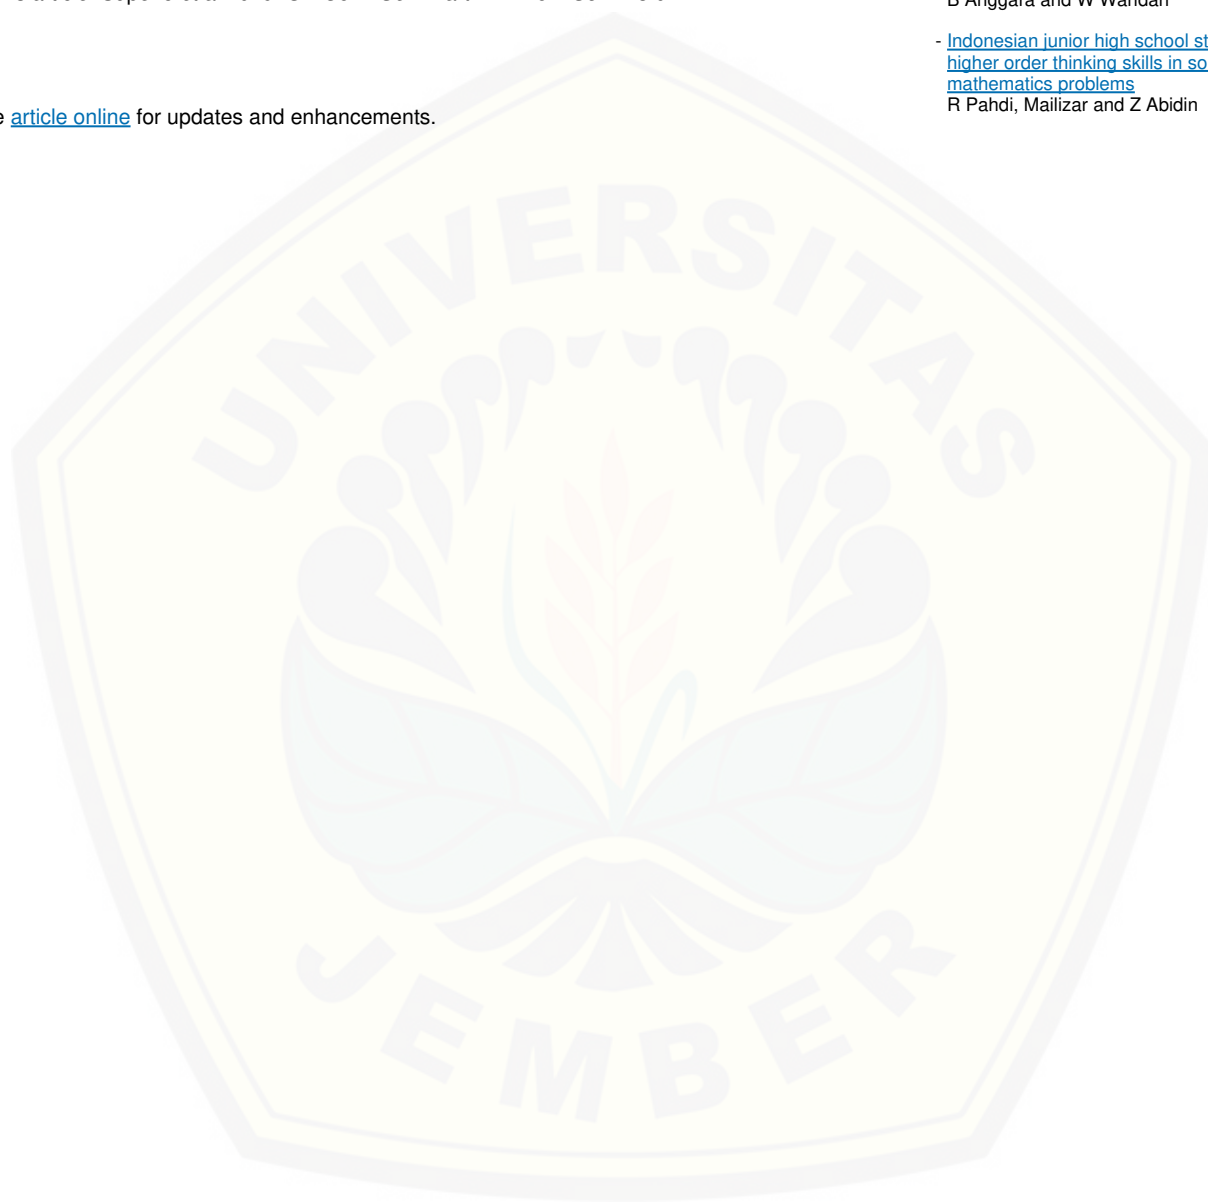 B Anggara and W Wandari
e article online for updates and enhancements.
- Indonesian junior high school st
higher order thinking skills in so
mathematics problems
R Pahdi, Mailizar and Z Abidin
UNIVERSITAS
JEMBER